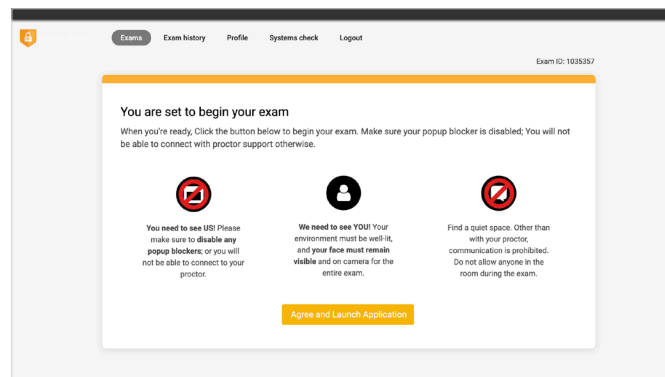 Exams Exam history Profile Systems check Logout
Exam ID: 1035357
You are set to begin your exam
When you're ready, Click the button below to begin your exam. Make sure your popup blocker is disabled; You will not
be able to connect with proctor support otherwise.
You need to see US! Please
make sure to disable any
popup blockers; or you will
not be able to connect to your
proctor.
We need to see YOU! Your
environment must be well-lit,
and your face must remain
visible and on camera for the
entire exam.
Find a quiet space. Other than
with your proctor,
communication is prohibited.
Do not allow anyone in the
room during the exam.
Agree and Launch Application